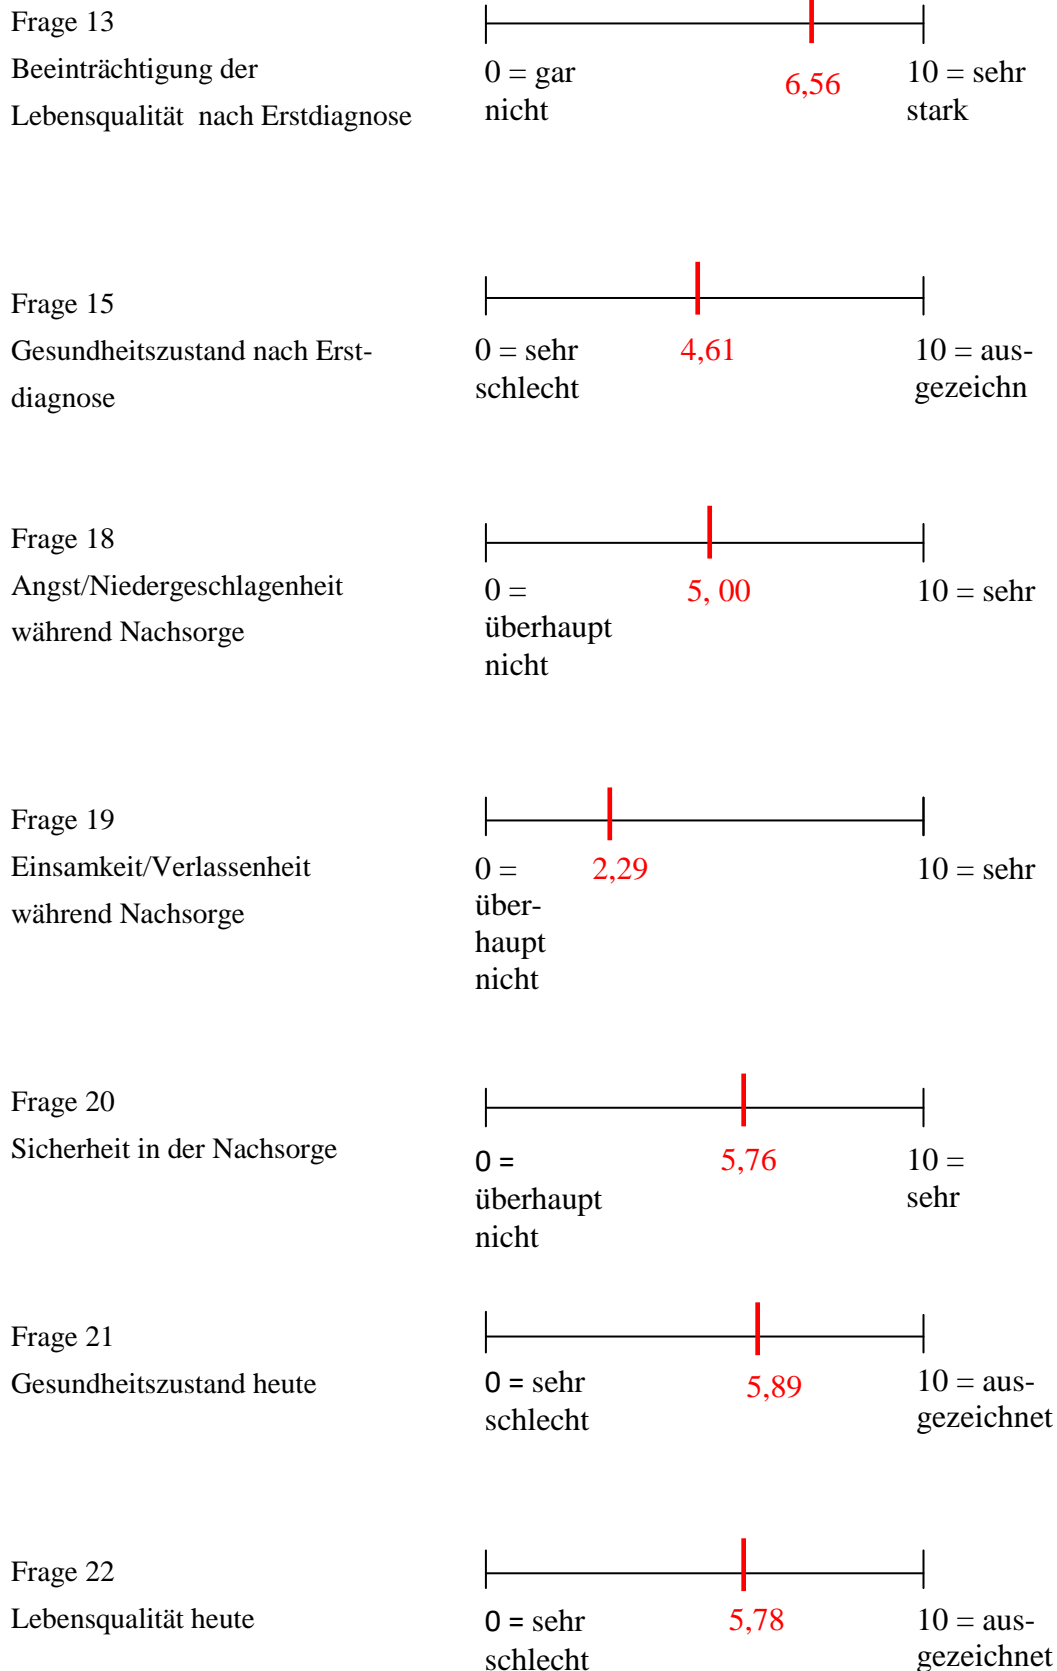 Frage 13
Beeinträchtigung der
Lebensqualität  nach Erstdiagnose
0 = gar
nicht
6,56
10 = sehr
stark
Frage 15
Gesundheitszustand nach Erst-
diagnose
0 = sehr
schlecht
4,61
10 = aus-
gezeichn
Frage 18
Angst/Niedergeschlagenheit
während Nachsorge
0 =
überhaupt
nicht
5, 00
10 = sehr
Frage 19
Einsamkeit/Verlassenheit
während Nachsorge
0 =
über-
haupt
nicht
2,29
10 = sehr
Frage 20
Sicherheit in der Nachsorge
0 =
überhaupt
nicht
5,76
10 =
sehr
Frage 21
Gesundheitszustand heute
0 = sehr
schlecht
5,89
10 = aus-
gezeichnet
Frage 22
Lebensqualität heute
0 = sehr
schlecht
5,78
10 = aus-
gezeichnet